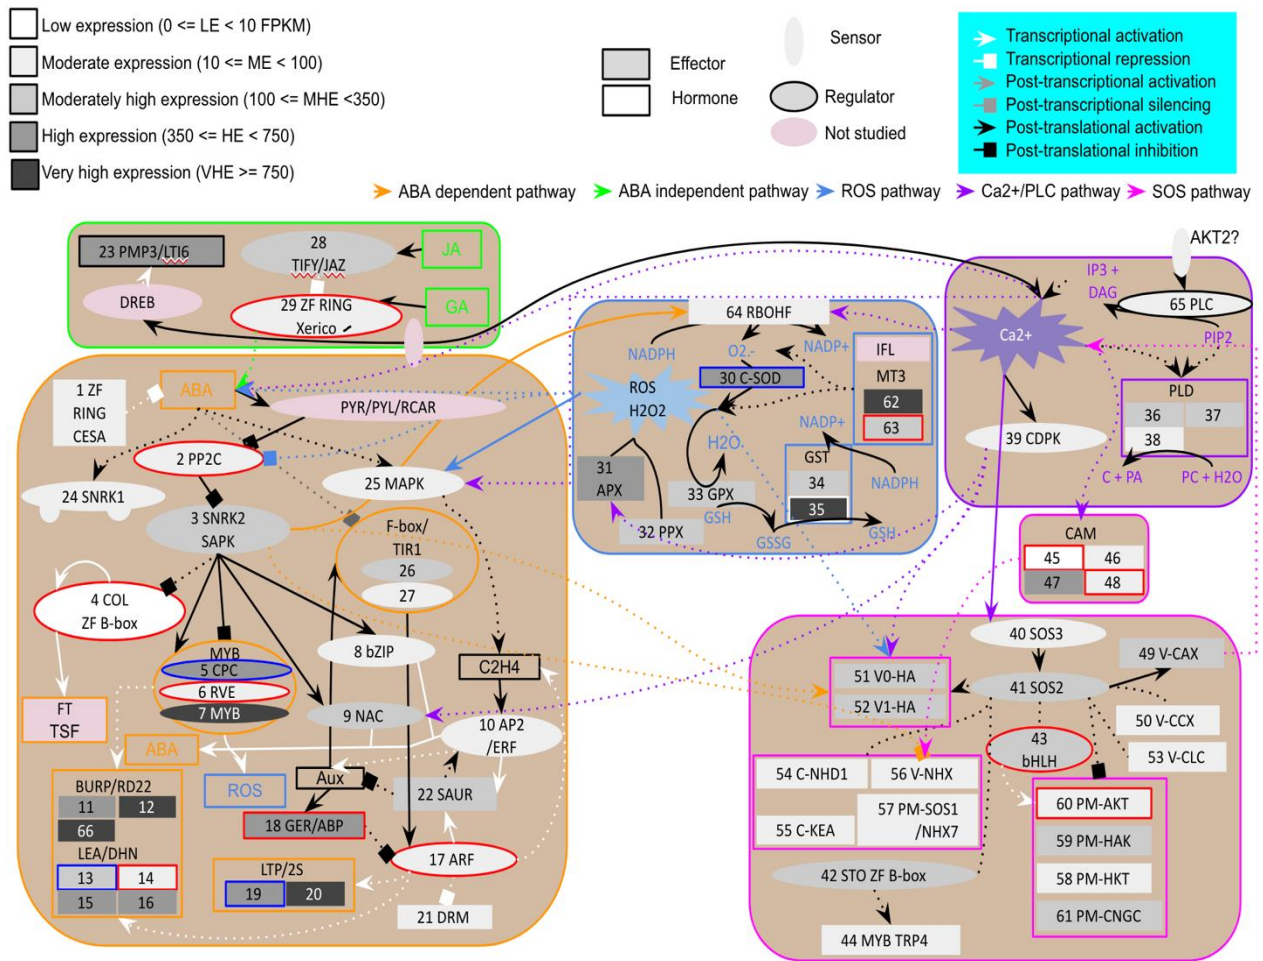 Low expression (0 <= LE < 10 FPKM)
Moderate expression (10 <= ME < 100)
Moderately high expression (100 <= MHE <350)
High expression (350 <= HE < 750)
Very high expression (VHE >= 750)
Effector
Hormone
Sensor
Regulator
Not studied
Transcriptional activation
Transcriptional repression
Post-transcriptional activation
Post-transcriptional silencing
Post-translational activation
Post-translational inhibition
ABA dependent pathway
ABA independent pathway
ROS pathway
Ca2+/PLC pathway
SOS pathway
23 PMP3/LTI6
28
TIFY/JAZ
JA
DREB
29 ZF RING
Xerico
GA
1 ZF
RING
CESA
ABA
PYR/PYL/RCAR
2 PP2C
24 SNRK1
25 MAPK
3 SNRK2
SAPK
F-box/
TIR1
26
27
4 COL
ZF B-box
MYB
5 CPC
6 RVE
7 MYB
8 bZIP
C2H4
9 NAC
10 AP2
/ERF
FT
TSF
ABA
ROS
Aux
22 SAUR
18 GER/ABP
17 ARF
BURP/RD22
11
12
66
LEA/DHN
13
14
15
16
LTP/2S
19
20
21 DRM
64 RBOHF
NADPH
O2.-
NADP+
IFL
MT3
62
63
30 C-SOD
ROS
H2O2
H2O
NADP+
GST
34
35
NADPH
31
APX
33 GPX
GSH
32 PPX
GSSG
GSH
AKT2?
IP3 +
DAG
65 PLC
PIP2
Ca2+
PLD
36
37
38
39 CDPK
C + PA
PC + H2O
CAM
45
46
47
48
40 SOS3
49 V-CAX
51 V0-HA
52 V1-HA
41 SOS2
50 V-CCX
43
bHLH
53 V-CLC
54 C-NHD1
56 V-NHX
57 PM-SOS1
/NHX7
55 C-KEA
60 PM-AKT
59 PM-HAK
58 PM-HKT
61 PM-CNGC
42 STO ZF B-box
44 MYB TRP4